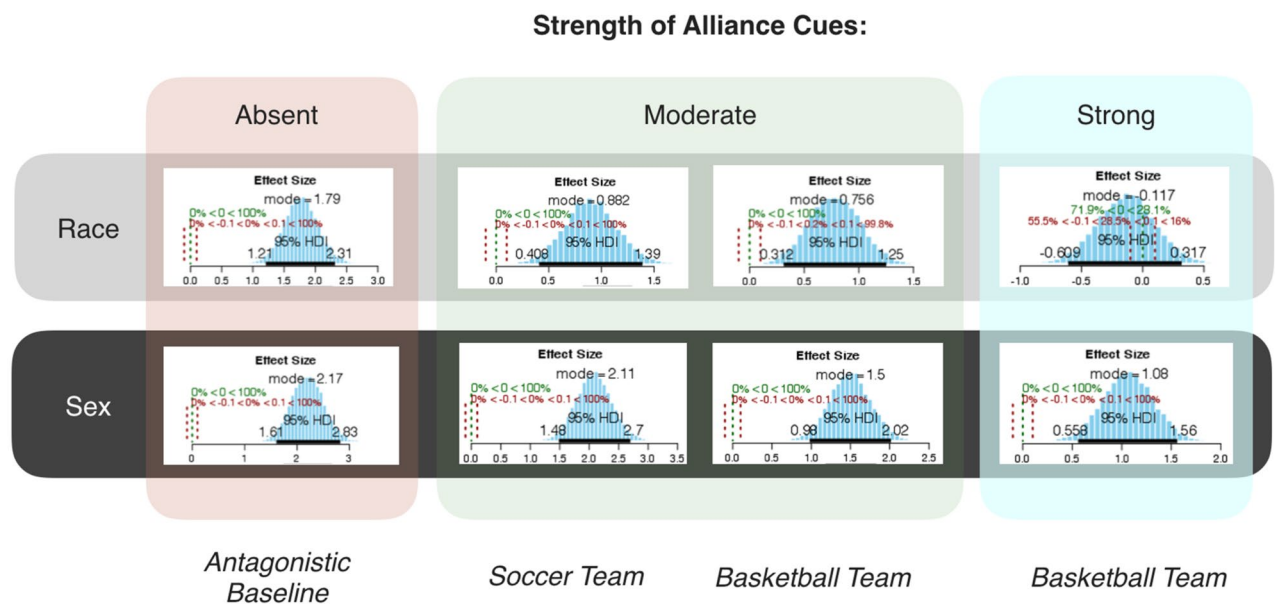 Strength of Alliance Cues:
Absent
Moderate
Strong
Race
Effect Size
mode = 1.79
0% < 0 < 100%
0% < -0.1 < 0% < 0.1 < 100%
95% HDI
1.21 2.31
0.0 0.5 1.0 1.5 2.0 2.5 3.0
Effect Size
mode = 0.882
0% < 0 < 100%
0% < -0.1 < 0% < 0.1 < 100%
95% HDI
0.408 1.39
0.0 0.5 1.0 1.5
Effect Size
mode = 0.756
0% < 0 < 100%
0% < -0.1 < 0.2% < 0.1 < 99.8%
95% HDI
0.312 1.25
0.0 0.5 1.0 1.5
Effect Size
mode = -0.117
71.9% < 0 < 28.1%
55.5% < -0.1 < 28.5% < 0.1 < 16%
95% HDI
-0.609 0.317
-1.0 -0.5 0.0 0.5
Sex
Effect Size
mode = 2.17
0% < 0 < 100%
0% < -0.1 < 0% < 0.1 < 100%
95% HDI
1.61 2.83
0 1 2 3
Effect Size
mode = 2.11
0% < 0 < 100%
0% < -0.1 < 0% < 0.1 < 100%
95% HDI
1.48 2.7
0.0 0.5 1.0 1.5 2.0 2.5 3.0 3.5
Effect Size
mode = 1.5
0% < 0 < 100%
0% < -0.1 < 0% < 0.1 < 100%
95% HDI
0.98 2.02
0.0 0.5 1.0 1.5 2.0 2.5
Effect Size
mode = 1.08
0% < 0 < 100%
0% < -0.1 < 0% < 0.1 < 100%
95% HDI
0.558 1.56
0.0 0.5 1.0 1.5 2.0
Antagonistic
Baseline
Soccer Team
Basketball Team
Basketball Team